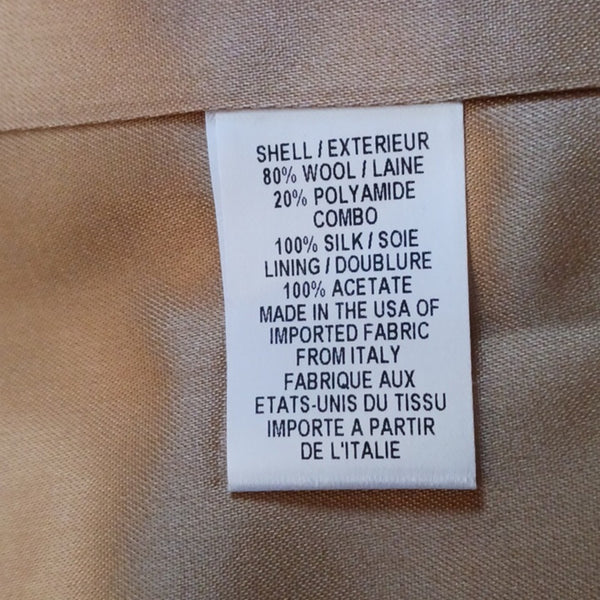 SHELL / EXTERIEUR
80% WOOL / LAINE
20% POLYAMIDE
COMBO
100% SILK / SOIE
LINING / DOUBLURE
100% ACETATE
MADE IN THE USA OF
IMPORTED FABRIC
FROM ITALY
FABRIQUE AUX
ETATS-UNIS DU TISSU
IMPORTE A PARTIR
DE L'ITALIE